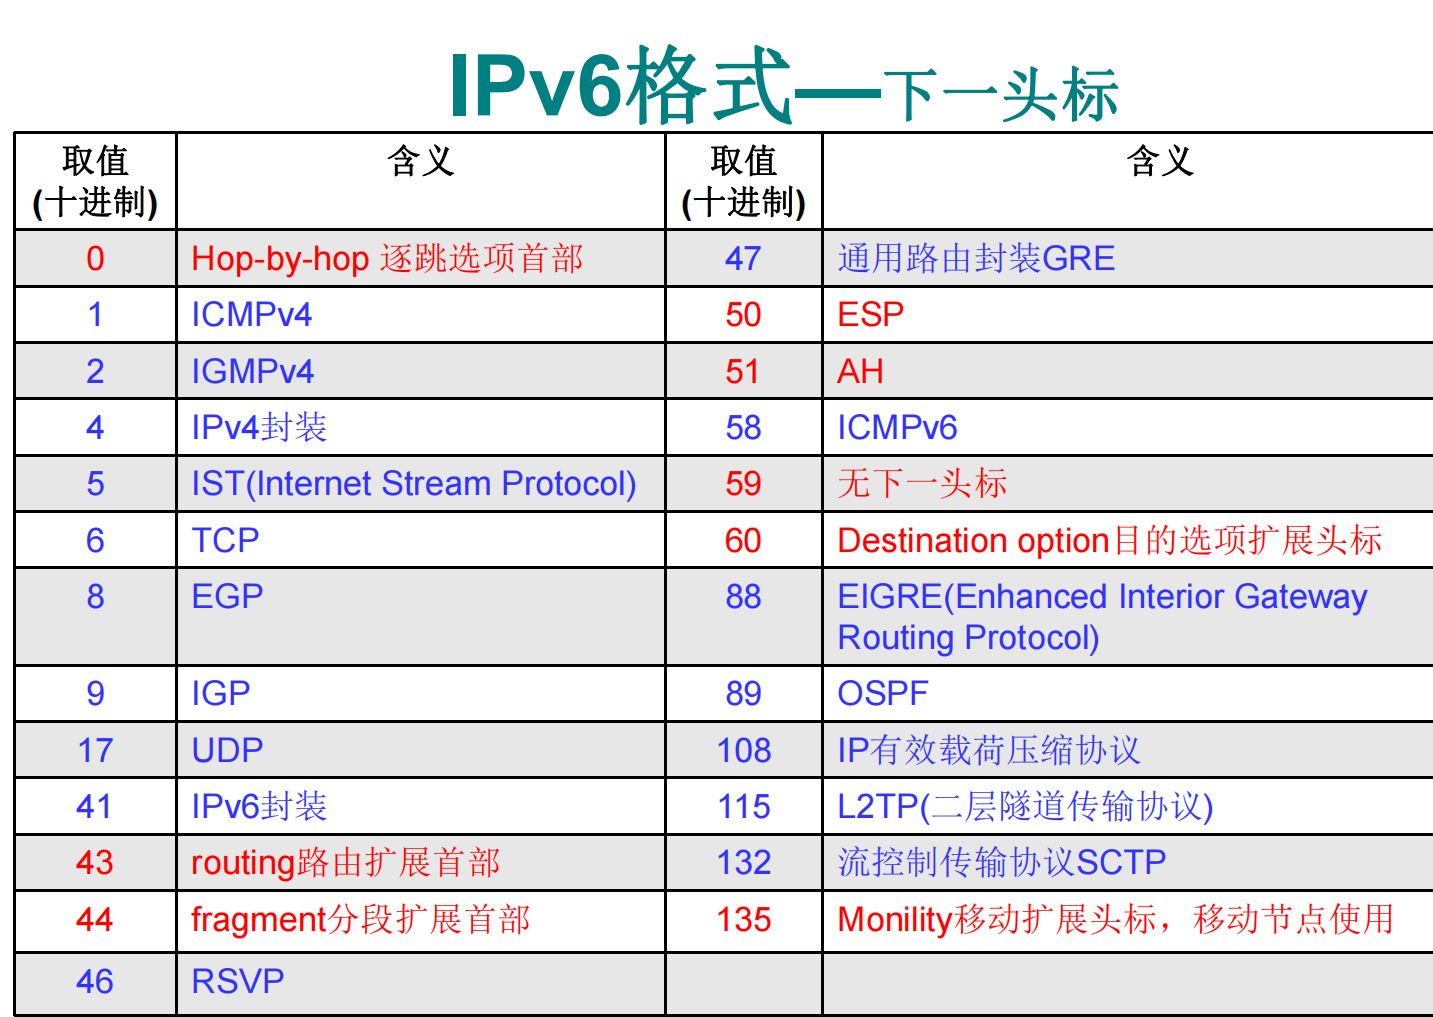 IPv6格式—下一头标
取值 含义 取值 含义
(十进制) (十进制)
0 Hop-by-hop 逐跳选项首部 47 通用路由封装GRE
1 ICMPv4 50 ESP
2 IGMPv4 51 AH
4 IPv4封装 58 ICMPv6
5 IST(Internet Stream Protocol) 59 无下一头标
6 TCP 60 Destination option目的选项扩展头标
8 EGP 88 EIGRE(Enhanced Interior Gateway
Routing Protocol)
9 IGP 89 OSPF
17 UDP 108 IP有效载荷压缩协议
41 IPv6封装 115 L2TP(二层隧道传输协议)
43 routing路由扩展首部 132 流控制传输协议SCTP
44 fragment分段扩展首部 135 Monility移动扩展头标，移动节点使用
46 RSVP